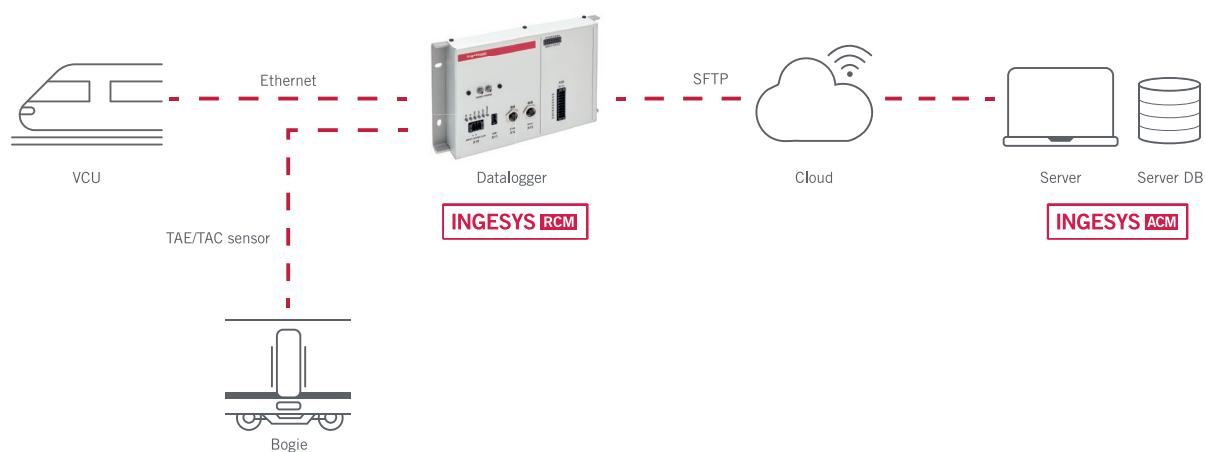 Ethernet
SFTP
VCU
Datalogger
Cloud
Server
Server DB
INGESYS RCM
INGESYS ACM
TAE/TAC sensor
Bogie